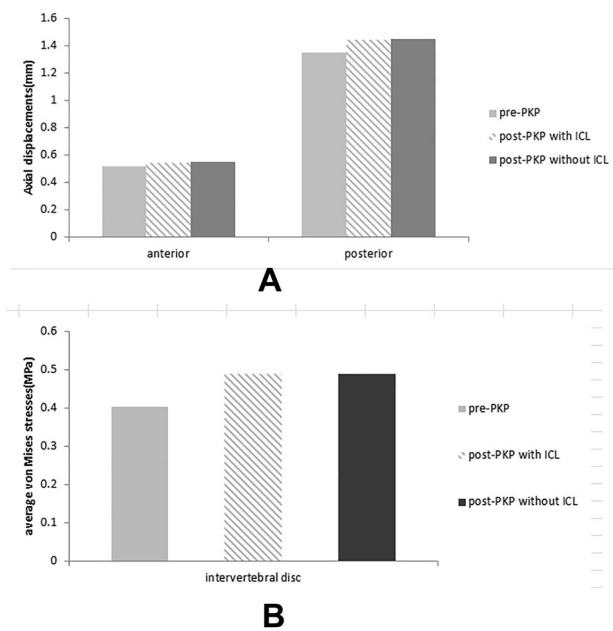 1.6
1.4
1.2
1
0.8
0.6
0.4
0.2
0
Axial displacements(mm)
anterior
posterior
pre-PKP
post-PKP with ICL
post-PKP without ICL
A
0.6
0.5
0.4
0.3
0.2
0.1
0
average von Mises stresses(MPa)
intervertebral disc
pre-PKP
post-PKP with ICL
post-PKP without ICL
B